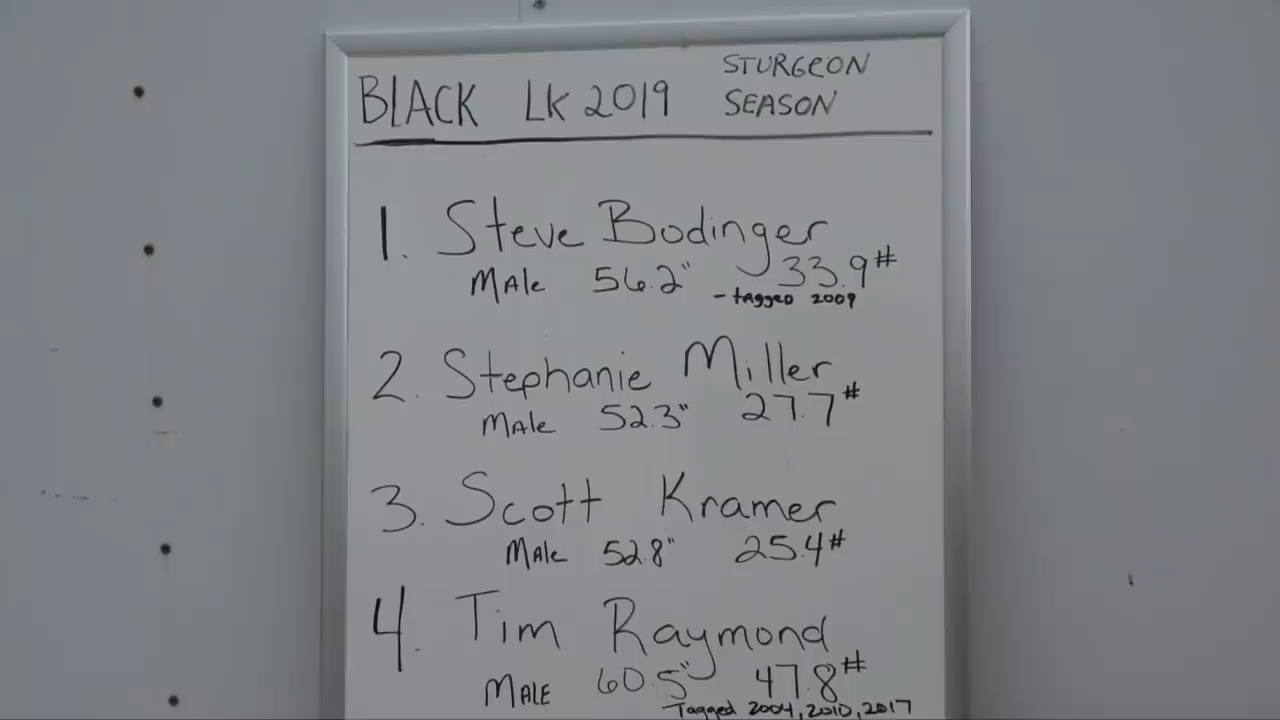 BLACK LK 2019 STURGEON
SEASON
1. Steve Bodinger
Male 56.2" 33.9#
- tagged 2009
2. Stephanie Miller
Male 52.3" 27.7#
3. Scott Kramer
Male 52.8" 25.4#
4. Tim Raymond
MALE 60.5" 47.8#
Tagged 2004, 2010, 2017